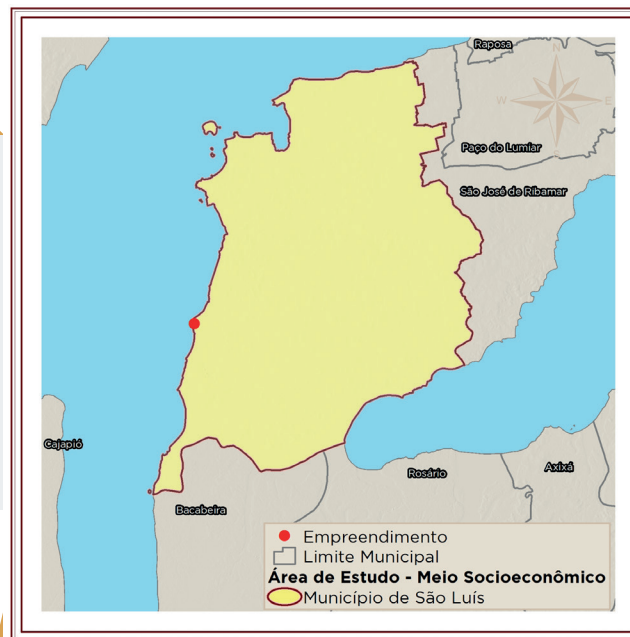 Raposa
N
W
E
S
Paço do Lumiar
São José de Ribamar
Cajapió
Rosário
Axixá
Bacabeira
Empreendimento
Limite Municipal
Área de Estudo - Meio Socioeconômico
Município de São Luís